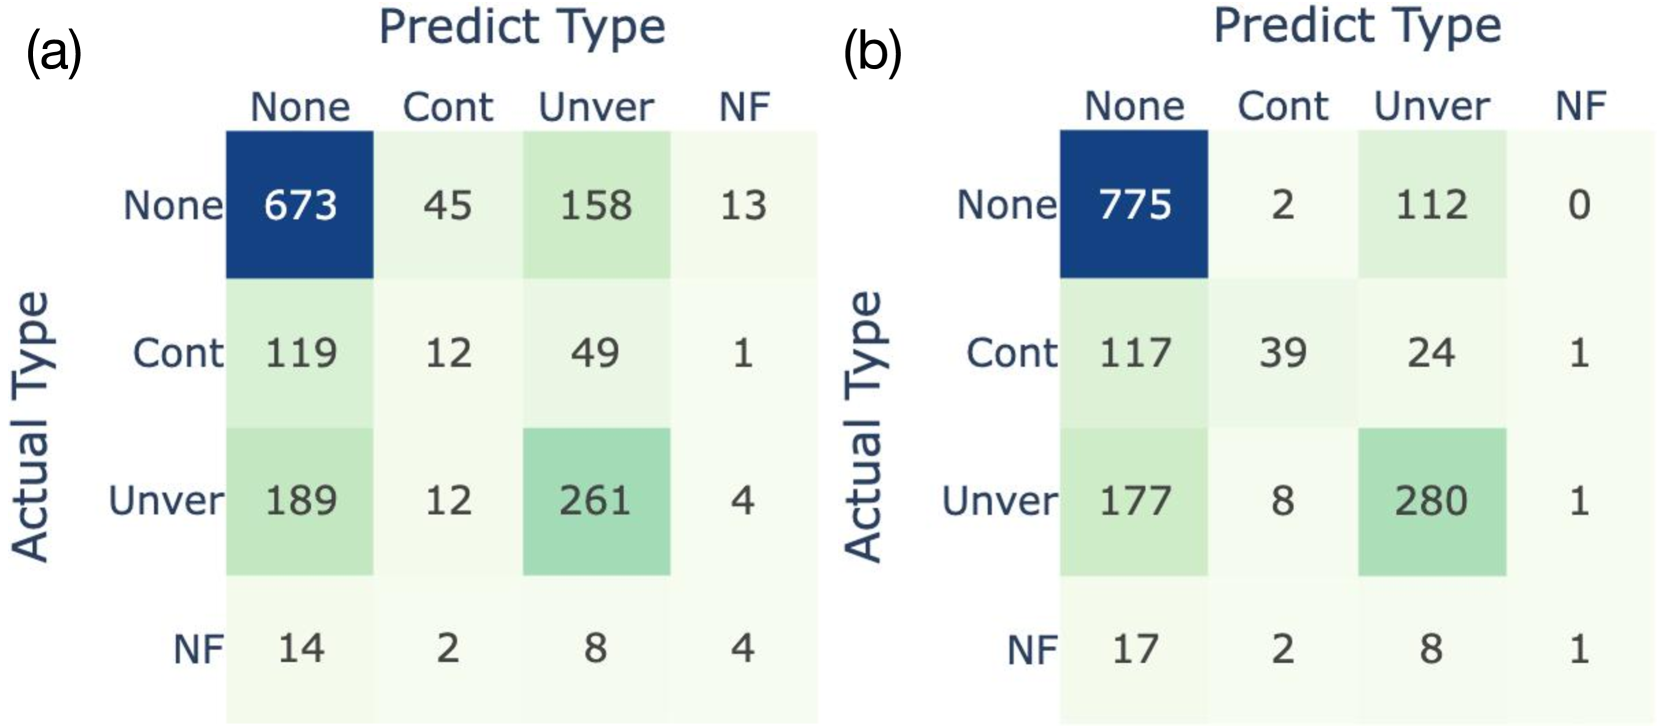 (a)
Predict Type
None Cont Unver NF
Actual Type
None 673 45 158 13
Cont 119 12 49 1
Unver 189 12 261 4
NF 14 2 8 4
(b)
Predict Type
None Cont Unver NF
Actual Type
None 775 2 112 0
Cont 117 39 24 1
Unver 177 8 280 1
NF 17 2 8 1